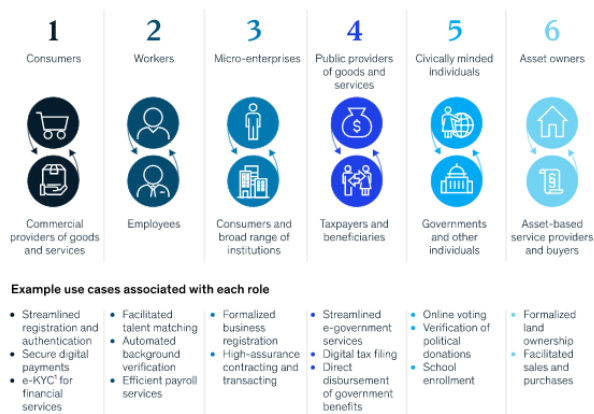 1
Consumers
2
Workers
3
Micro-enterprises
4
Public providers
of goods and
services
5
Civically minded
individuals
6
Asset owners
$
§
Commercial
providers of goods
and services
Employees
Consumers and
broad range of
institutions
Taxpayers and
beneficiaries
Governments
and other
individuals
Asset-based
service providers
and buyers
Example use cases associated with each role
• Streamlined
registration and
authentication
• Secure digital
payments
• e-KYC¹ for
financial
services
• Facilitated
talent matching
• Automated
background
verification
• Efficient payroll
services
• Formalized
business
registration
• High-assurance
contracting and
transacting
• Streamlined
e-government
services
• Digital tax filing
• Direct
disbursement
of government
benefits
• Online voting
• Verification of
political
donations
• School
enrollment
• Formalized
land
ownership
• Facilitated
sales and
purchases